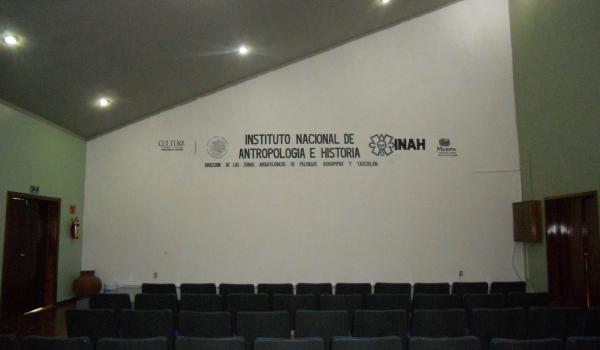 CULTURA
INSTITUTO NACIONAL DE
ANTROPOLOGIA E HISTORIA
INAH
DIRECCION DE LAS ZONAS ARQUEOLOGICAS DE PALENQUE, BONAMPAK Y YAXCHILAN.